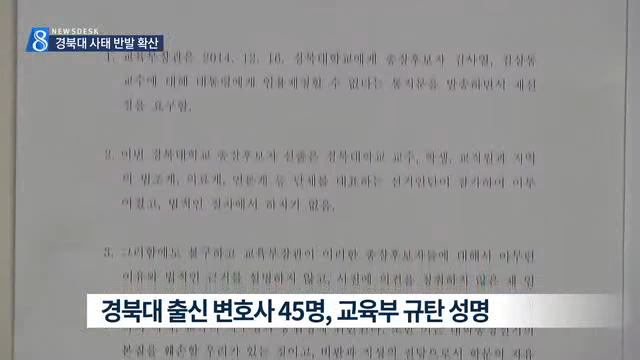 8 NEWSDESK
경북대 사태 반발 확산
1. 교육부장관은 2014. 12. 16. 경북대학교에게 총장후보자 김사열, 김상동
교수에 대해 대통령에게 임용제청할 수 없다는 통지문을 발송하면서 재선
정을 요구함.
2. 이번 경북대학교 총장후보자 선출은 경북대학교 교수, 학생, 교직원과 지역
의 법조계, 의료계, 언론계 등 단체를 대표하는 선거인단이 참가하여 이루
어졌고, 법적인 절차에서 하자가 없음.
3. 그러함에도 불구하고 교육부장관이 이러한 총장후보자들에 대해서 아무런
이유와 법적인 근거를 설명하지 않고, 사전에 의견을 청취하지 않은 채 임
경북대 출신 변호사 45명, 교육부 규탄 성명
본질을 훼손할 우려가 있는 것이고, 비판과 지성의 전당으로서 학문의 자유